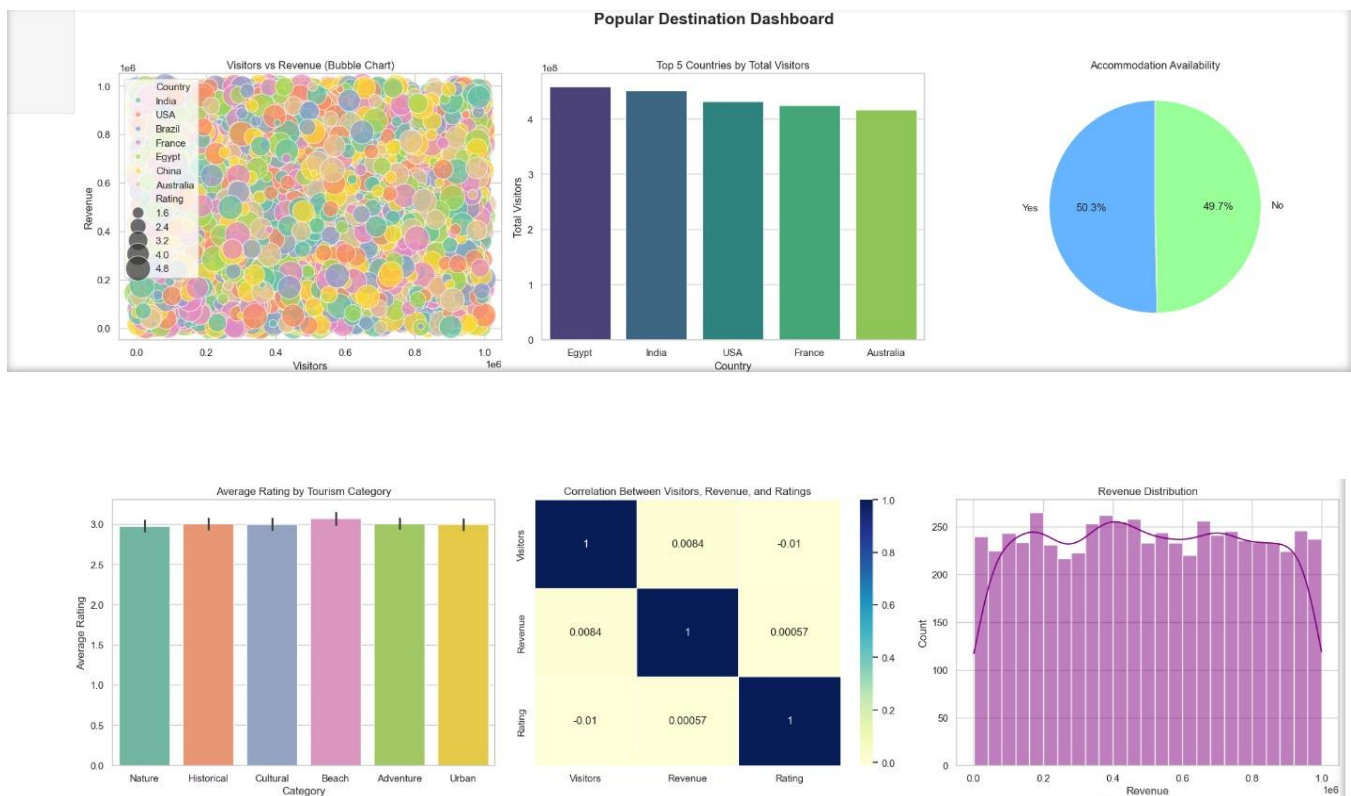 Popular Destination Dashboard
Visitors vs Revenue (Bubble Chart)
1e6
1.0
0.8
0.6
0.4
0.2
0.0
Revenue
Country
India
USA
Brazil
France
Egypt
China
Australia
Rating
1.6
2.4
3.2
4.0
4.8
0.0 0.2 0.4 0.6 0.8 1.0
Visitors
1e6
Top 5 Countries by Total Visitors
1e8
4
3
2
1
0
Total Visitors
Egypt India USA France Australia
Country
Accommodation Availability
Yes 50.3% 49.7% No
Average Rating by Tourism Category
3.0
2.5
2.0
1.5
1.0
0.5
0.0
Average Rating
Nature Historical Cultural Beach Adventure Urban
Category
Correlation Between Visitors, Revenue, and Ratings
Visitors
1 0.0084 -0.01
Revenue
0.0084 1 0.00057
Rating
-0.01 0.00057 1
Visitors Revenue Rating
1.0
0.8
0.6
0.4
0.2
0.0
Revenue Distribution
250
200
150
100
50
0
Count
0.0 0.2 0.4 0.6 0.8 1.0
Revenue
1e6